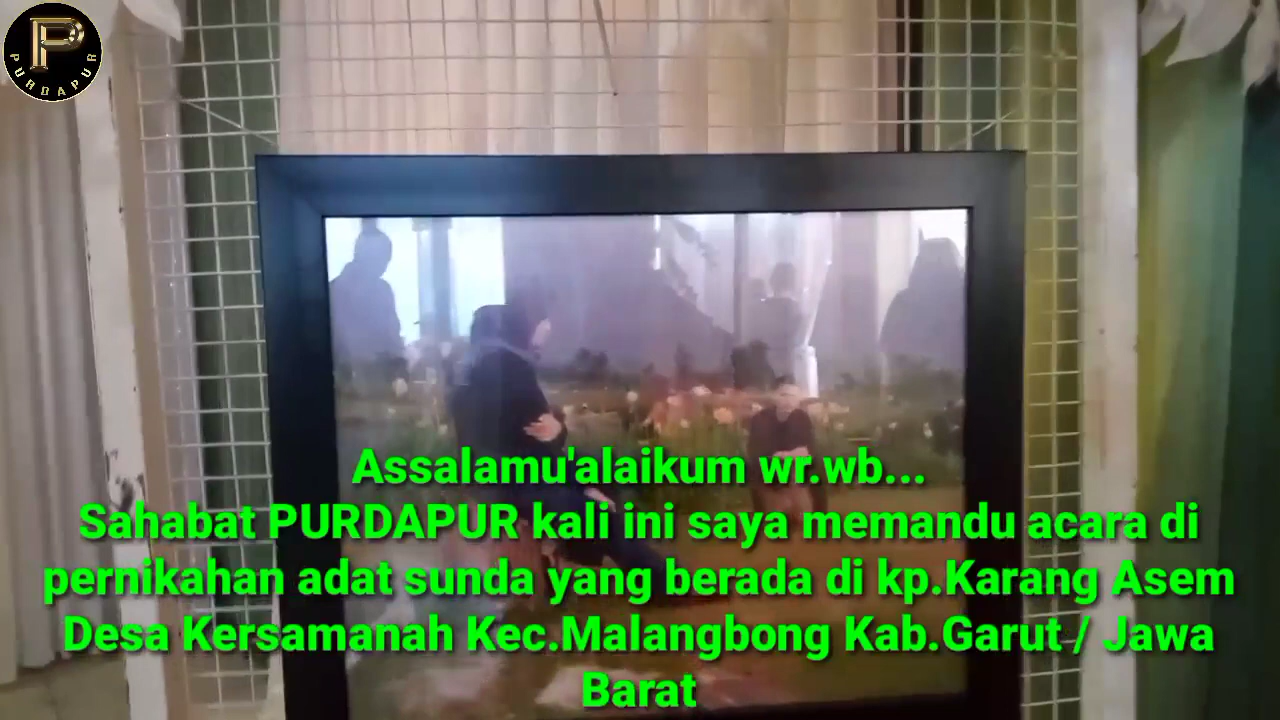 P
PURDAPUR
Assalamu'alaikum wr.wb...
Sahabat PURDAPUR kali ini saya memandu acara di
pernikahan adat sunda yang berada di kp.Karang Asem
Desa Kersamanah Kec.Malangbong Kab.Garut / Jawa
Barat